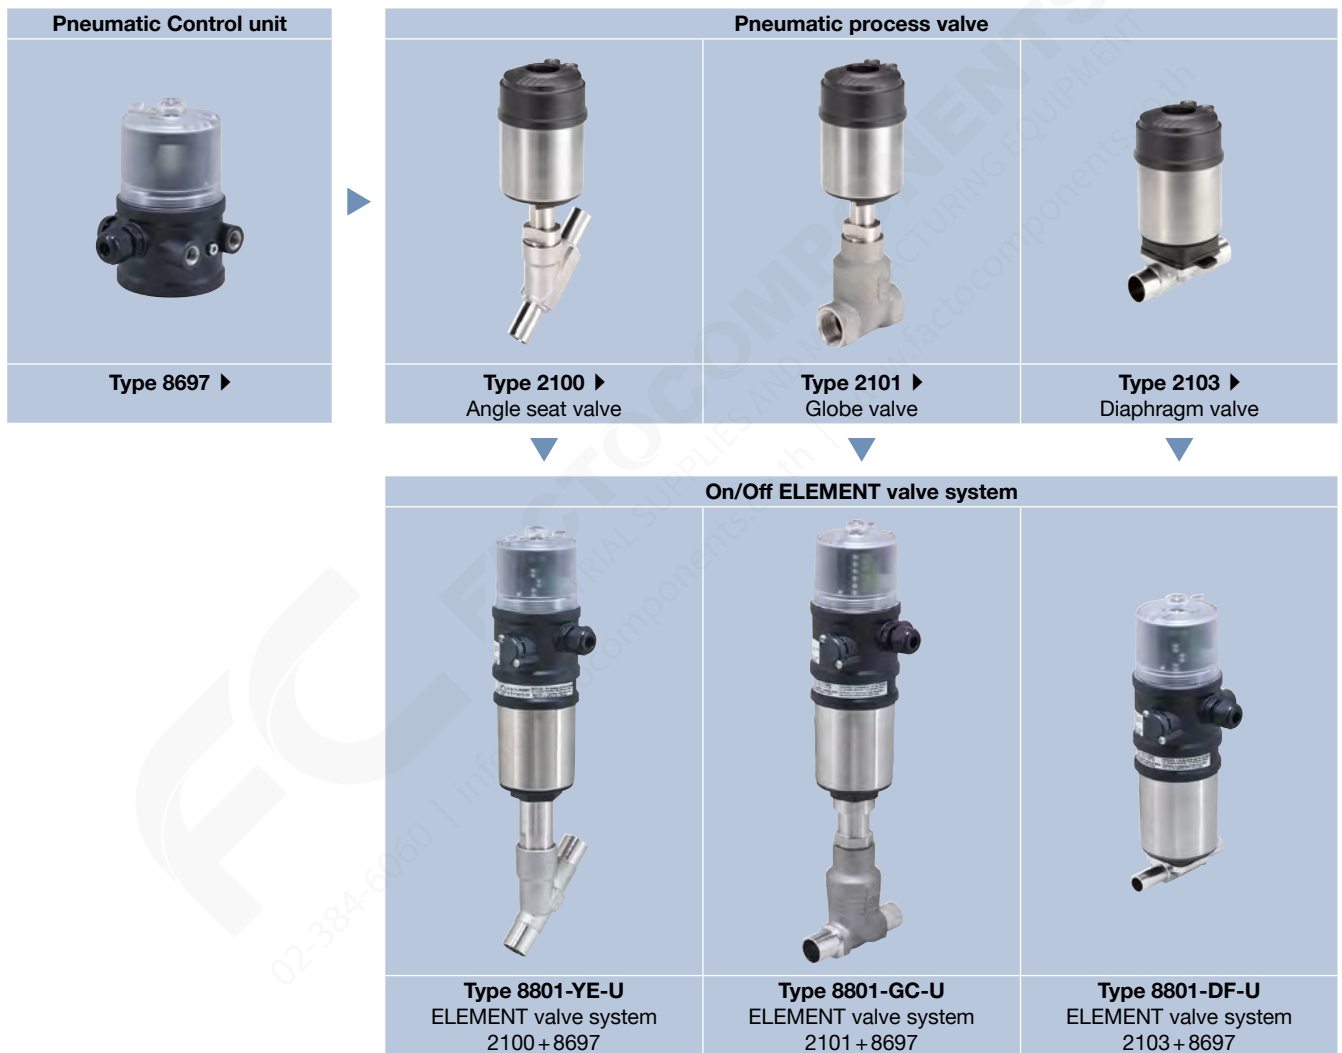 Pneumatic Control unit
Pneumatic process valve
Type 8697
Type 2100
Angle seat valve
Type 2101
Globe valve
Type 2103
Diaphragm valve
On/Off ELEMENT valve system
Type 8801-YE-U
ELEMENT valve system
2100 + 8697
Type 8801-GC-U
ELEMENT valve system
2101 + 8697
Type 8801-DF-U
ELEMENT valve system
2103 + 8697
FC FACTOCOMPONENTS